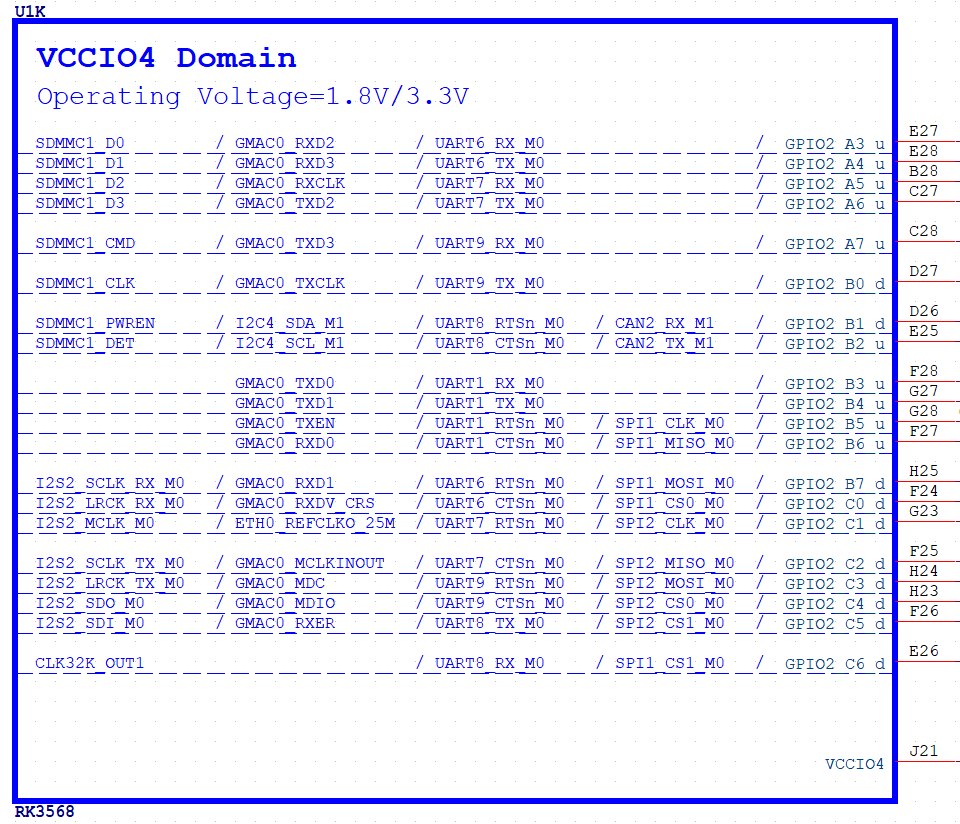 U1K
VCCIO4 Domain
Operating Voltage=1.8V/3.3V
SDMMC1_D0 / GMAC0_RXD2 / UART6_RX_M0 / GPIO2_A3_u E27
SDMMC1_D1 / GMAC0_RXD3 / UART6_TX_M0 / GPIO2_A4_u E28
SDMMC1_D2 / GMAC0_RXCLK / UART7_RX_M0 / GPIO2_A5_u B28
SDMMC1_D3 / GMAC0_TXD2 / UART7_TX_M0 / GPIO2_A6_u C27
SDMMC1_CMD / GMAC0_TXD3 / UART9_RX_M0 / GPIO2_A7_u C28
SDMMC1_CLK / GMAC0_TXCLK / UART9_TX_M0 / GPIO2_B0_d D27
SDMMC1_PWREN / I2C4_SDA_M1 / UART8_RTSn_M0 / CAN2_RX_M1 / GPIO2_B1_d D26
SDMMC1_DET / I2C4_SCL_M1 / UART8_CTSn_M0 / CAN2_TX_M1 / GPIO2_B2_u E25
GMAC0_TXD0 / UART1_RX_M0 / GPIO2_B3_u F28
GMAC0_TXD1 / UART1_TX_M0 / GPIO2_B4_u G27
GMAC0_TXEN / UART1_RTSn_M0 / SPI1_CLK_M0 / GPIO2_B5_u G28
GMAC0_RXD0 / UART1_CTSn_M0 / SPI1_MISO_M0 / GPIO2_B6_u F27
I2S2_SCLK_RX_M0 / GMAC0_RXD1 / UART6_RTSn_M0 / SPI1_MOSI_M0 / GPIO2_B7_d H25
I2S2_LRCK_RX_M0 / GMAC0_RXDV_CRS / UART6_CTSn_M0 / SPI1_CS0_M0 / GPIO2_C0_d F24
I2S2_MCLK_M0 / ETH0_REFCLKO_25M / UART7_RTSn_M0 / SPI2_CLK_M0 / GPIO2_C1_d G23
I2S2_SCLK_TX_M0 / GMAC0_MCLKINOUT / UART7_CTSn_M0 / SPI2_MISO_M0 / GPIO2_C2_d F25
I2S2_LRCK_TX_M0 / GMAC0_MDC / UART9_RTSn_M0 / SPI2_MOSI_M0 / GPIO2_C3_d H24
I2S2_SDO_M0 / GMAC0_MDIO / UART9_CTSn_M0 / SPI2_CS0_M0 / GPIO2_C4_d H23
I2S2_SDI_M0 / GMAC0_RXER / UART8_TX_M0 / SPI2_CS1_M0 / GPIO2_C5_d F26
CLK32K_OUT1 / UART8_RX_M0 / SPI1_CS1_M0 / GPIO2_C6_d E26
VCCIO4 J21
RK3568